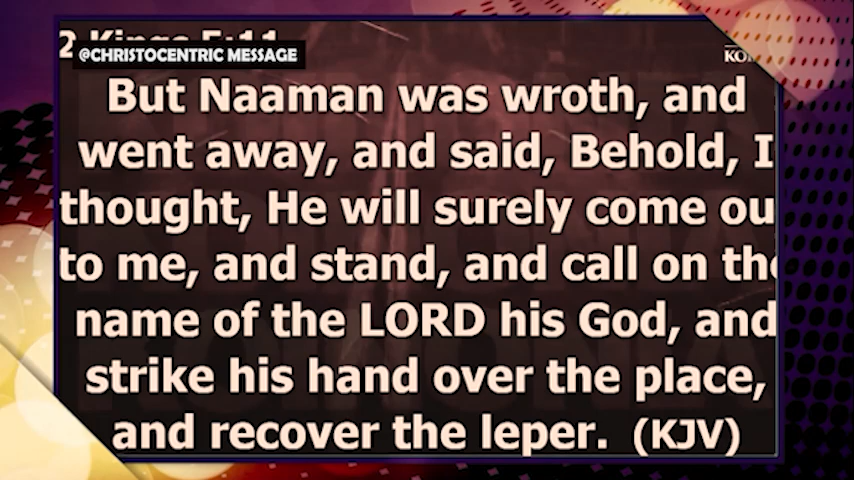 2 Kings 5:11
@CHRISTOCENTRIC MESSAGE
But Naaman was wroth, and
went away, and said, Behold, I
thought, He will surely come ou
to me, and stand, and call on the
name of the LORD his God, and
strike his hand over the place,
and recover the leper. (KJV)